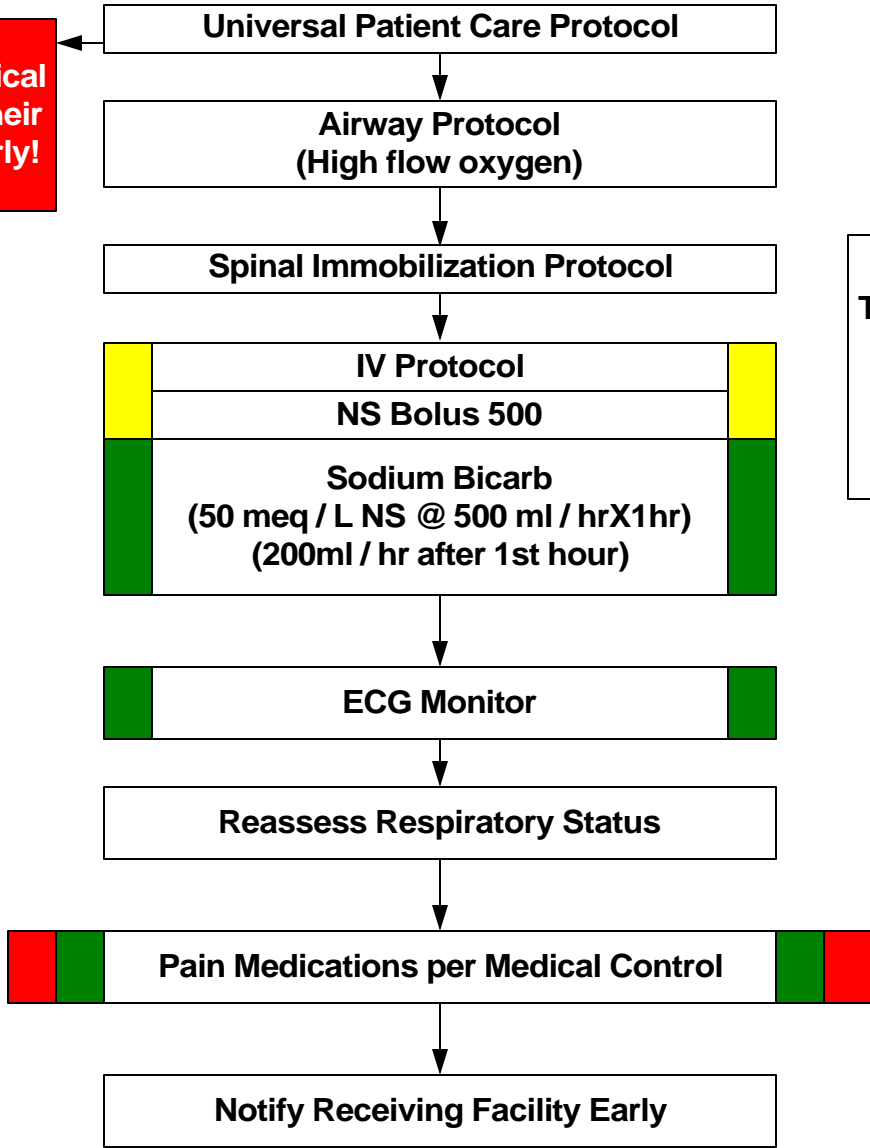 Universal Patient Care Protocol
rly!
Airway Protocol
(High flow oxygen)
Spinal Immobilization Protocol
IV Protocol
NS Bolus 500
Sodium Bicarb
(50 meq / L NS @ 500 ml / hrX1hr)
(200ml / hr after 1st hour)
ECG Monitor
Reassess Respiratory Status
Pain Medications per Medical Control
Notify Receiving Facility Early